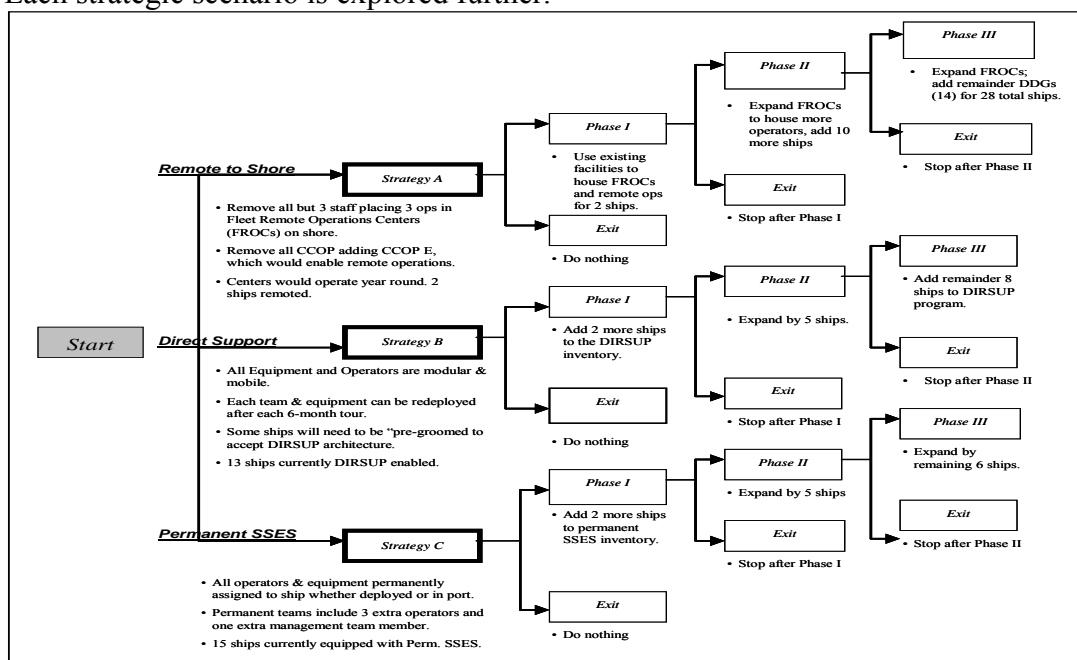 Each strategic scenario is explored further.
Start
Remote to Shore
Strategy A
• Remove all but 3 staff placing 3 ops in
Fleet Remote Operations Centers
(FROCs) on shore.
• Remove all CCOP adding CCOP E,
which would enable remote operations.
• Centers would operate year round. 2
ships remoted.
Phase I
• Use existing
facilities to
house FROCs
and remote ops
for 2 ships.
Exit
• Do nothing
Phase II
• Expand FROCs
to house more
operators, add 10
more ships
Exit
• Stop after Phase I
Phase III
• Expand FROCs;
add remainder DDGs
(14) for 28 total ships.
Exit
• Stop after Phase II
Direct Support
Strategy B
• All Equipment and Operators are modular &
mobile.
• Each team & equipment can be redeployed
after each 6-month tour.
• Some ships will need to be “pre-groomed to
accept DIRSUP architecture.
• 13 ships currently DIRSUP enabled.
Phase I
• Add 2 more ships
to the DIRSUP
inventory.
Exit
• Do nothing
Phase II
• Expand by 5 ships.
Exit
• Stop after Phase I
Phase III
• Add remainder 8
ships to DIRSUP
program.
Exit
• Stop after Phase II
Permanent SSES
Strategy C
• All operators & equipment permanently
assigned to ship whether deployed or in port.
• Permanent teams include 3 extra operators and
one extra management team member.
• 15 ships currently equipped with Perm. SSES.
Phase I
• Add 2 more ships
to permanent
SSES inventory.
Exit
• Do nothing
Phase II
• Expand by 5 ships
Exit
• Stop after Phase I
Phase III
• Expand by
remaining 6 ships.
Exit
• Stop after Phase II